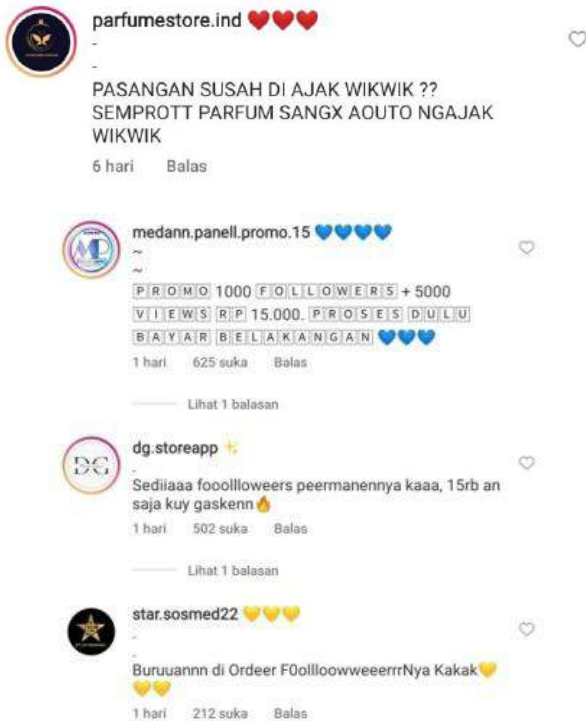 parfumestore.ind ❤️❤️❤️
-
-
PASANGAN SUSAH DI AJAK WIKWIK ??
SEMPROTT PARFUM SANGX AOUTO NGAJAK
WIKWIK
6 hari Balas
MP
medann.panell.promo.15 💙💙💙💙
~
~
🄿🅁🄾🄼🄾 1000 🄵🄾🄻🄻🄾🅆🄴🅁🅂 + 5000
🅅🄸🄴🅆🅂 🅁🄿 15.000. 🄿🅁🄾🅂🄴🅂 🄳🅄🄻🅄
🄱🄰🅈🄰🅁 🄱🄴🄻🄰🄺🄰🄽🄶🄰🄽 💙💙💙
1 hari 625 suka Balas
Lihat 1 balasan
DG
dg.storeapp ✨
.
Sediiaaa fooollloweers peermanennya kaaa, 15rb an
saja kuy gaskenn🔥
1 hari 502 suka Balas
Lihat 1 balasan
star.sosmed22 💛💛💛
.
.
Buruuannn di Ordeer F0ollloowweeerrrNya Kakak💛
💛💛
1 hari 212 suka Balas